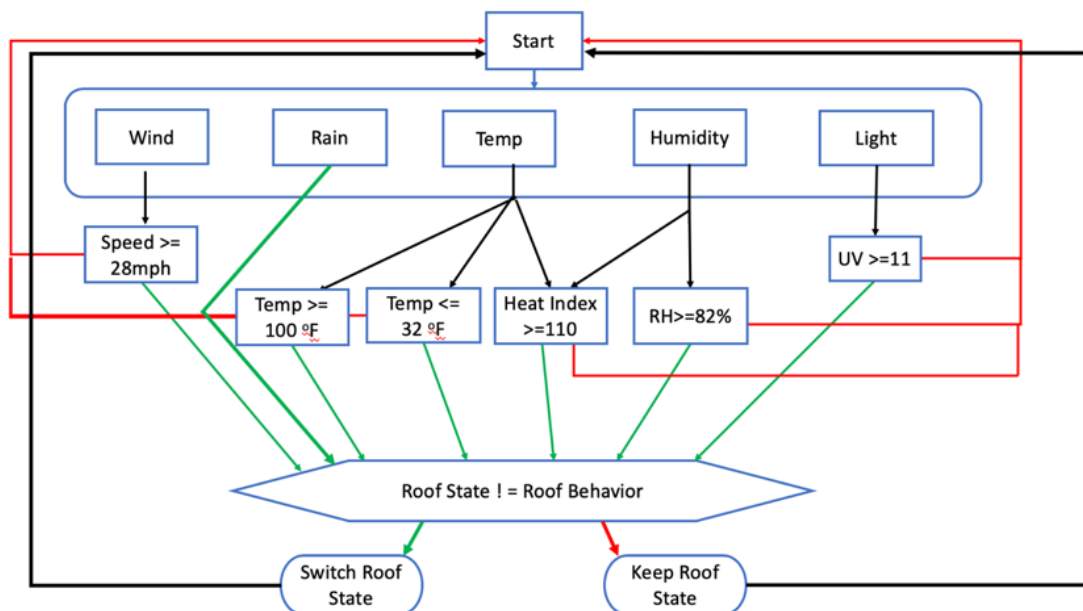 Start
Wind
Rain
Temp
Humidity
Light
Speed >=
28mph
UV >=11
Temp >=
100 ºF
Temp <=
32 ºF
Heat Index
>=110
RH>=82%
Roof State ! = Roof Behavior
Switch Roof
State
Keep Roof
State